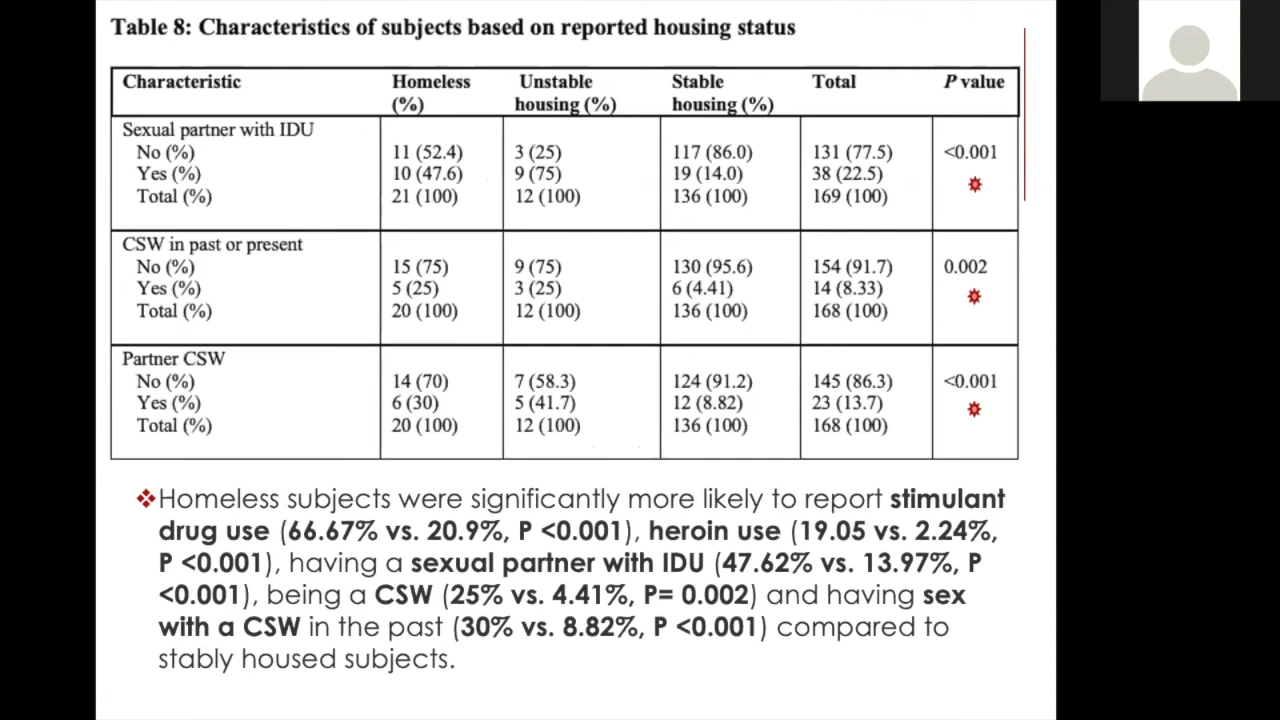 Table 8: Characteristics of subjects based on reported housing status
Characteristic Homeless (%) Unstable housing (%) Stable housing (%) Total P value
Sexual partner with IDU
No (%) 11 (52.4) 3 (25) 117 (86.0) 131 (77.5) <0.001
Yes (%) 10 (47.6) 9 (75) 19 (14.0) 38 (22.5)
Total (%) 21 (100) 12 (100) 136 (100) 169 (100)
CSW in past or present
No (%) 15 (75) 9 (75) 130 (95.6) 154 (91.7) 0.002
Yes (%) 5 (25) 3 (25) 6 (4.41) 14 (8.33)
Total (%) 20 (100) 12 (100) 136 (100) 168 (100)
Partner CSW
No (%) 14 (70) 7 (58.3) 124 (91.2) 145 (86.3) <0.001
Yes (%) 6 (30) 5 (41.7) 12 (8.82) 23 (13.7)
Total (%) 20 (100) 12 (100) 136 (100) 168 (100)
❖Homeless subjects were significantly more likely to report stimulant
drug use (66.67% vs. 20.9%, P <0.001), heroin use (19.05 vs. 2.24%,
P <0.001), having a sexual partner with IDU (47.62% vs. 13.97%, P
<0.001), being a CSW (25% vs. 4.41%, P= 0.002) and having sex
with a CSW in the past (30% vs. 8.82%, P <0.001) compared to
stably housed subjects.